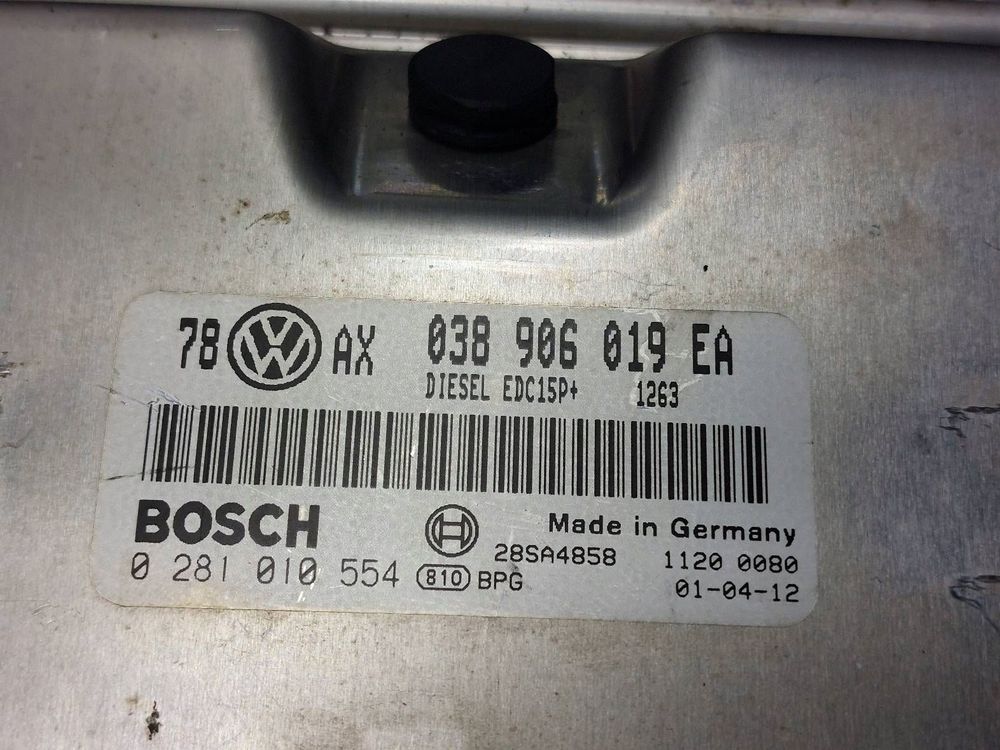 78 VW AX 038 906 019 EA
DIESEL EDC15P+ 1263
BOSCH Made in Germany
28SA4858 1120 0080
0 281 010 554 810 BPG 01-04-12